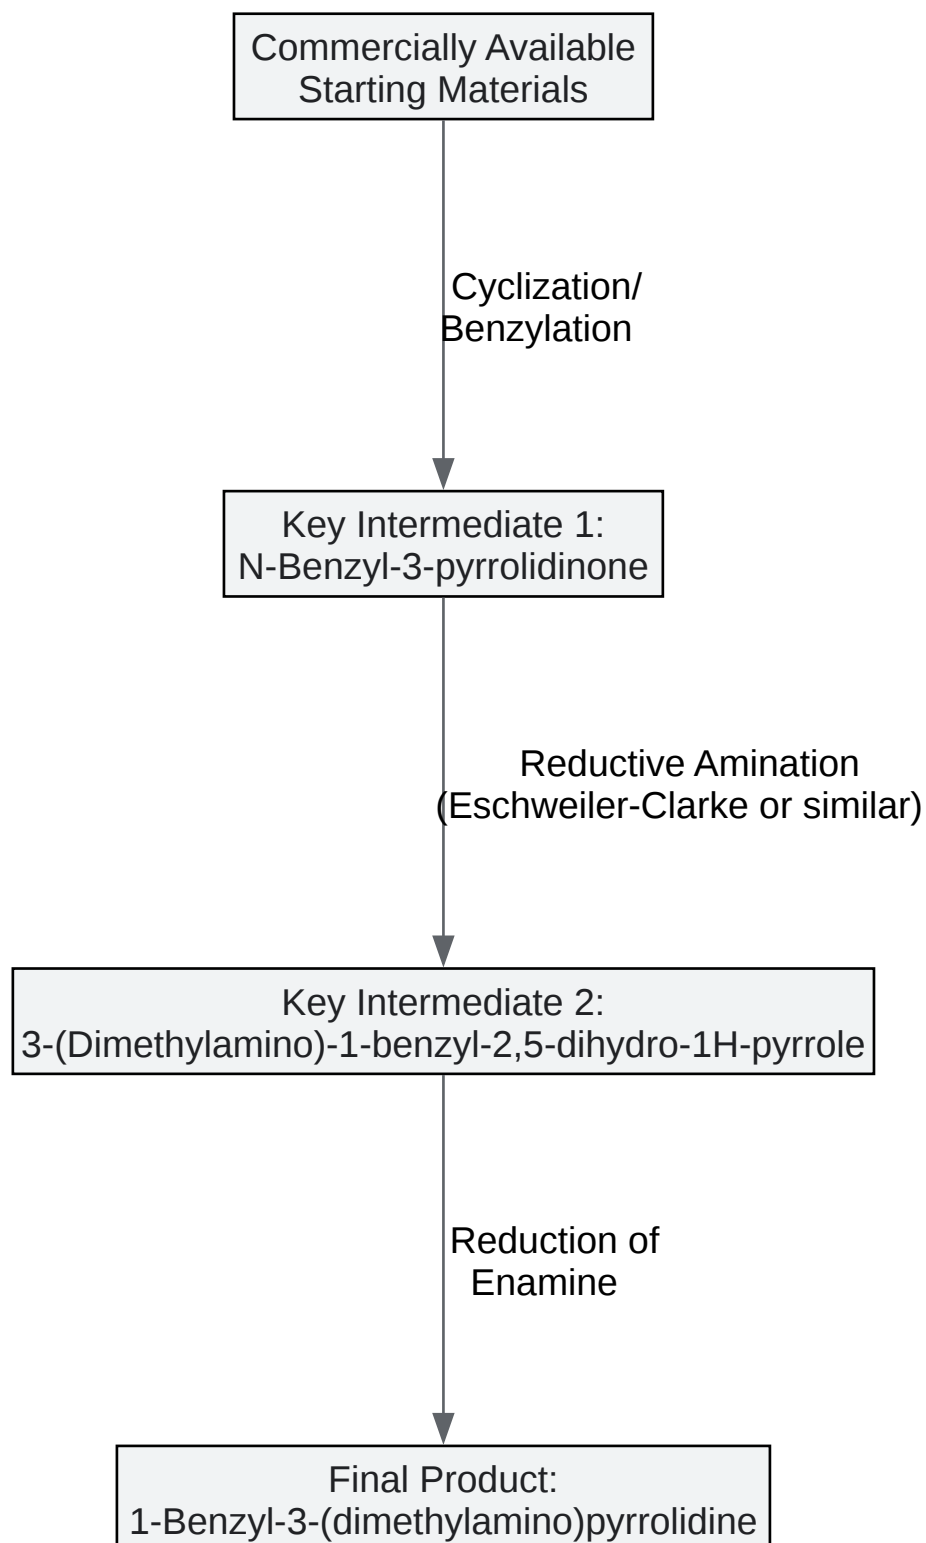 Commercially Available
Starting Materials
Cyclization/
Benzylation
Key Intermediate 1:
N-Benzyl-3-pyrrolidinone
Reductive Amination
(Eschweiler-Clarke or similar)
Key Intermediate 2:
3-(Dimethylamino)-1-benzyl-2,5-dihydro-1H-pyrrole
Reduction of
Enamine
Final Product:
1-Benzyl-3-(dimethylamino)pyrrolidine